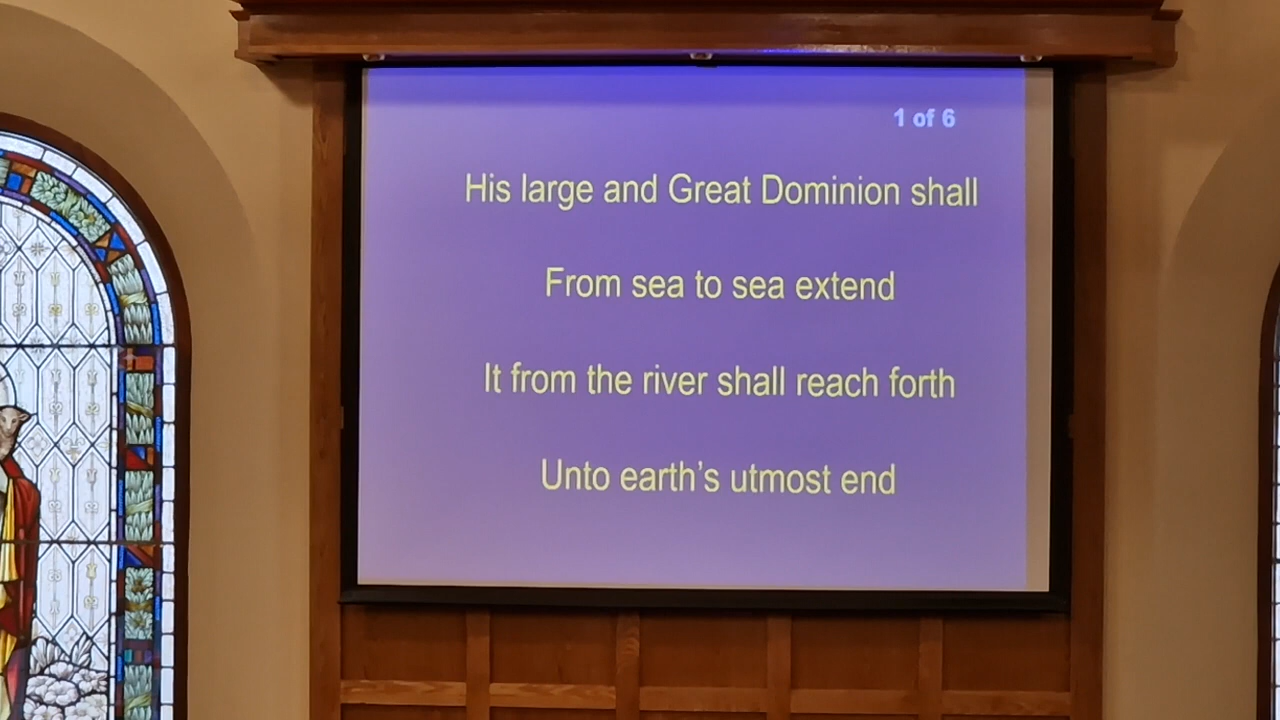 1 of 6
His large and Great Dominion shall
From sea to sea extend
It from the river shall reach forth
Unto earth’s utmost end